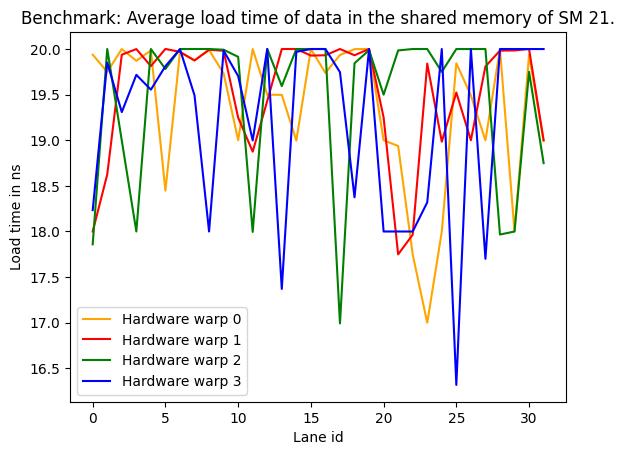 Benchmark: Average load time of data in the shared memory of SM 21.
Load time in ns
20.0
19.5
19.0
18.5
18.0
17.5
17.0
16.5
Hardware warp 0
Hardware warp 1
Hardware warp 2
Hardware warp 3
0 5 10 15 20 25 30
Lane id